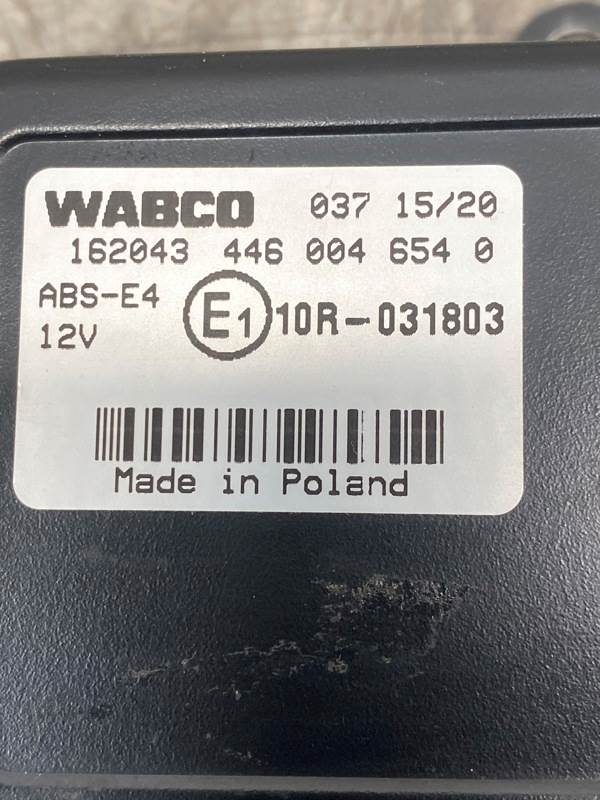 WABCO 037 15/20
162043 446 004 654 0
ABS-E4
12V
E1 10R-031803
Made in Poland